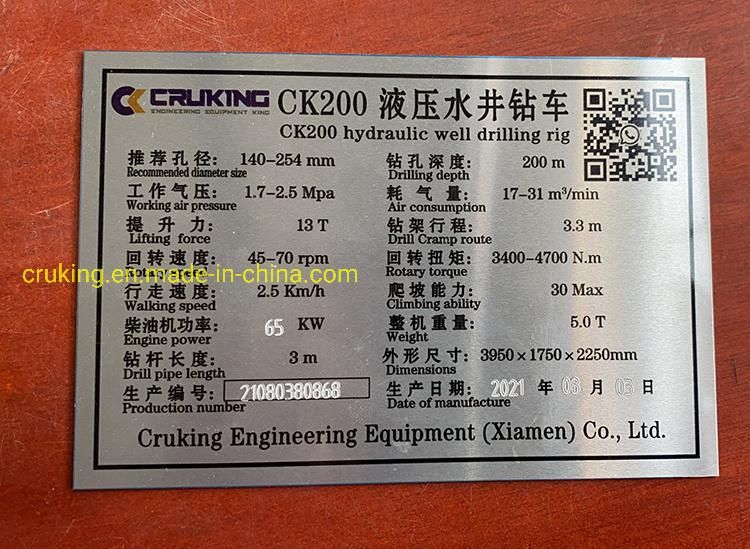 CRUKING
ENGINEERING EQUIPMENT KING
CK200 液压水井钻车
CK200 hydraulic well drilling rig
推荐孔径: 140-254 mm
Recommended diameter size
钻孔深度: 200 m
Drilling depth
工作气压: 1.7-2.5 Mpa
Working air pressure
耗气量: 17-31 m³/min
Air consumption
提升力: 13 T
Lifting force
钻架行程: 3.3 m
Drill Cramp route
回转速度: 45-70 rpm
回转扭矩: 3400-4700 N.m
Rotary torque
cruking.en.made-in-china.com
行走速度: 2.5 Km/h
Walking speed
爬坡能力: 30 Max
Climbing ability
柴油机功率: 65 KW
Engine power
整机重量: 5.0 T
Weight
钻杆长度: 3 m
Drill pipe length
外形尺寸: 3950×1750×2250mm
Dimensions
生产编号: 21080380868
Production number
生产日期: 2021 年 08 月 03 日
Date of manufacture
Cruking Engineering Equipment (Xiamen) Co., Ltd.